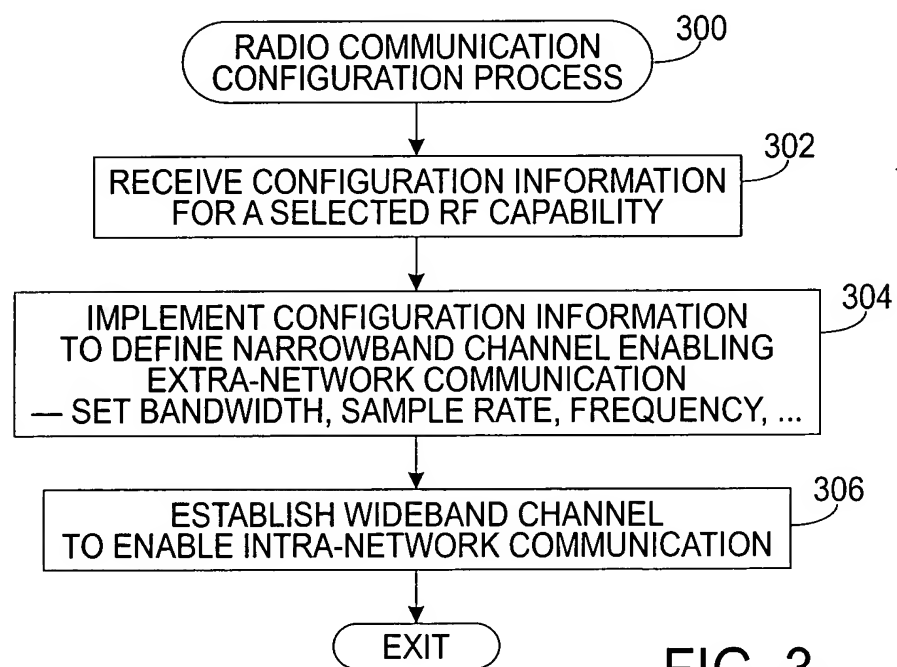 RADIO COMMUNICATION
CONFIGURATION PROCESS
300
302
RECEIVE CONFIGURATION INFORMATION
FOR A SELECTED RF CAPABILITY
304
IMPLEMENT CONFIGURATION INFORMATION
TO DEFINE NARROWBAND CHANNEL ENABLING
EXTRA-NETWORK COMMUNICATION
— SET BANDWIDTH, SAMPLE RATE, FREQUENCY, ...
306
ESTABLISH WIDEBAND CHANNEL
TO ENABLE INTRA-NETWORK COMMUNICATION
EXIT
FIG. 3